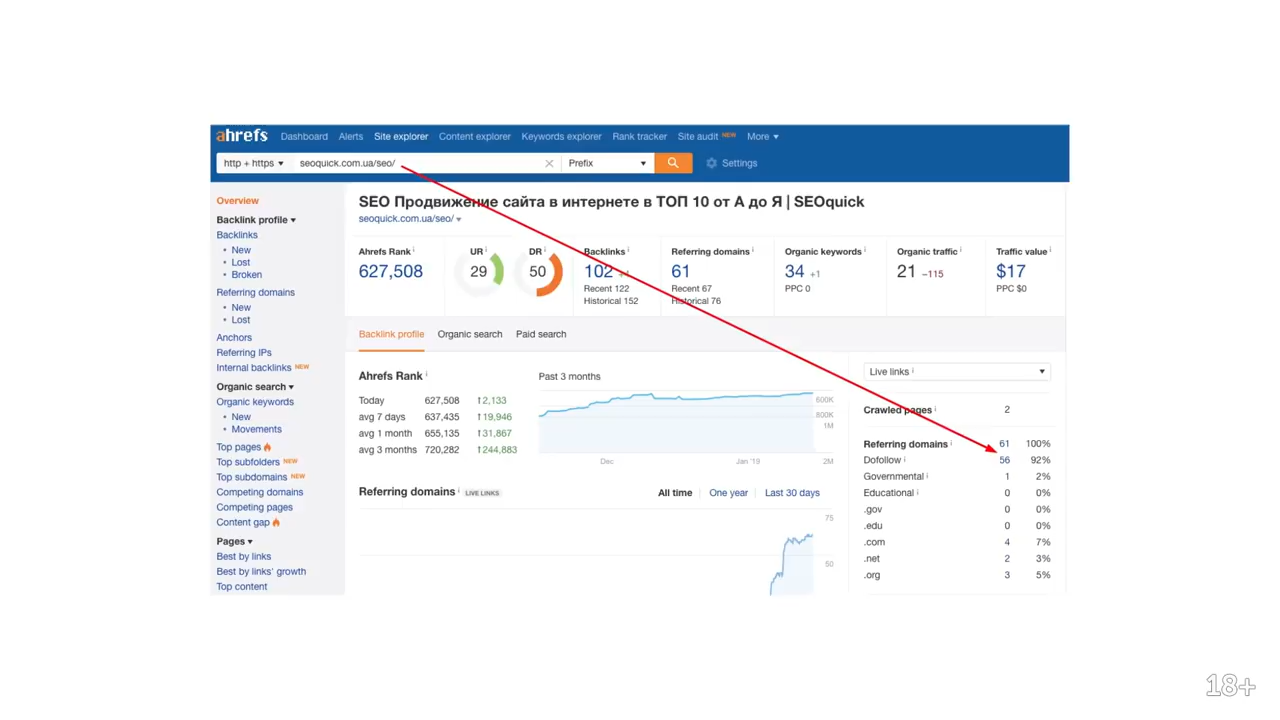 ahrefs Dashboard Alerts Site explorer Content explorer Keywords explorer Rank tracker Site audit NEW More
http + https seoquick.com.ua/seo/ Prefix Settings
Overview
Backlink profile
Backlinks
New
Lost
Broken
Referring domains
New
Lost
Anchors
Referring IPs
Internal backlinks NEW
Organic search
Organic keywords
New
Movements
Top pages
Top subfolders NEW
Top subdomains NEW
Competing domains
Competing pages
Content gap
Pages
Best by links
Best by links' growth
Top content
SEO Продвижение сайта в интернете в ТОП 10 от А до Я | SEOquick
seoquick.com.ua/seo/
Ahrefs Rank UR DR Backlinks Referring domains Organic keywords Organic traffic Traffic value
627,508 29 50 102 +1 61 34 +1 21 −115 $17
Recent 122 Recent 67 PPC 0 PPC $0
Historical 152 Historical 76
Backlink profile Organic search Paid search
Ahrefs Rank
Today 627,508 ↑2,133
avg 7 days 637,435 ↑19,946
avg 1 month 655,135 ↑31,867
avg 3 months 720,282 ↑244,883
Past 3 months
600K
800K
1M
Dec Jan '19 2M
Referring domains LIVE LINKS All time One year Last 30 days
75
50
Live links
Crawled pages 2
Referring domains 61 100%
Dofollow 56 92%
Governmental 1 2%
Educational 0 0%
.gov 0 0%
.edu 0 0%
.com 4 7%
.net 2 3%
.org 3 5%
18+